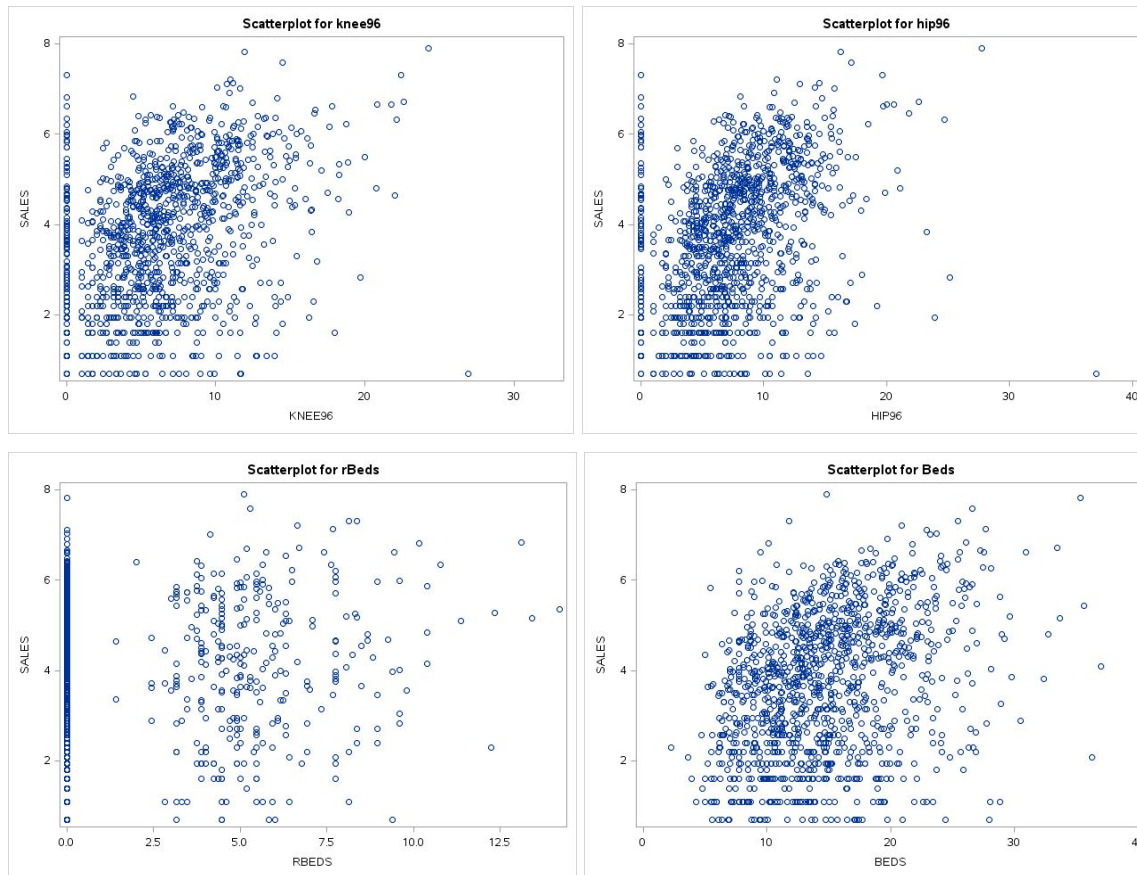 Scatterplot for knee96
8
6
4
2
SALES
0 10 20 30
KNEE96
Scatterplot for hip96
8
6
4
2
SALES
0 10 20 30 40
HIP96
Scatterplot for rBeds
8
6
4
2
SALES
0.0 2.5 5.0 7.5 10.0 12.5
RBEDS
Scatterplot for Beds
8
6
4
2
SALES
0 10 20 30
BEDS